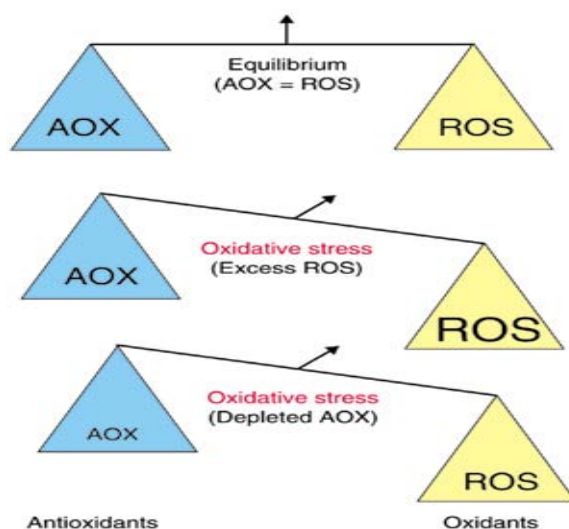 Equilibrium
(AOX = ROS)
AOX
ROS
Oxidative stress
(Excess ROS)
AOX
ROS
Oxidative stress
(Depleted AOX)
AOX
ROS
Antioxidants
Oxidants